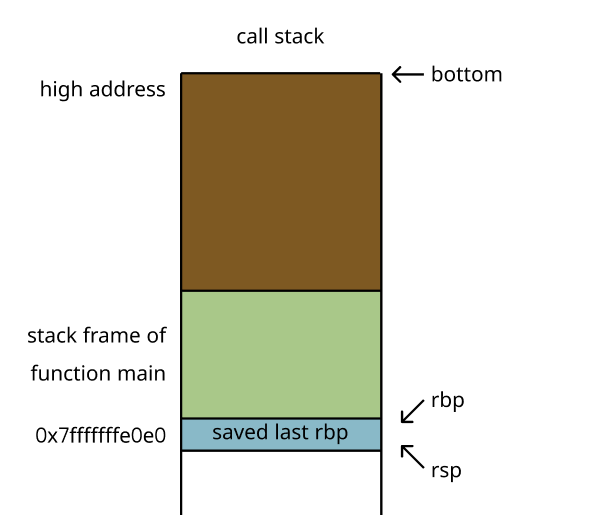 call stack
bottom
high address
stack frame of
function main
rbp
0x7fffffffe0e0
saved last rbp
rsp